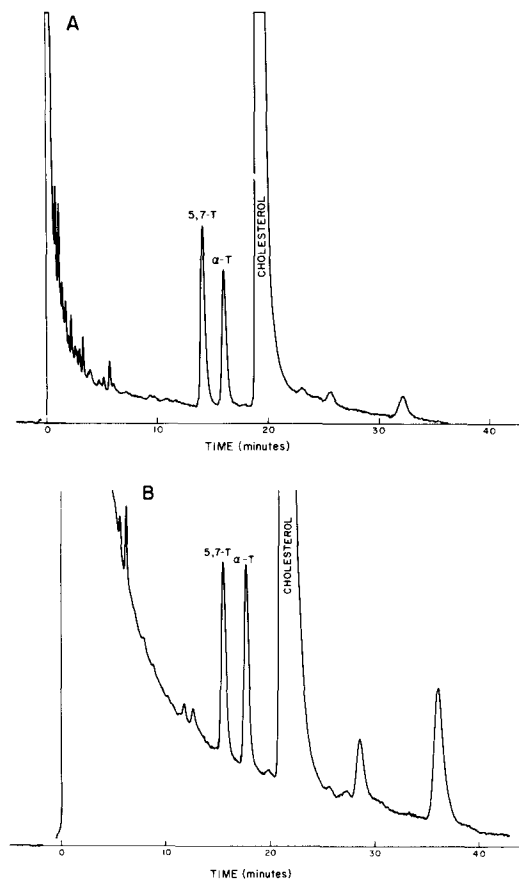 A
5,7-T
α-T
CHOLESTEROL
0
10
20
30
40
TIME (minutes)
B
5,7-T
α-T
CHOLESTEROL
0
10
20
30
40
TIME (minutes)